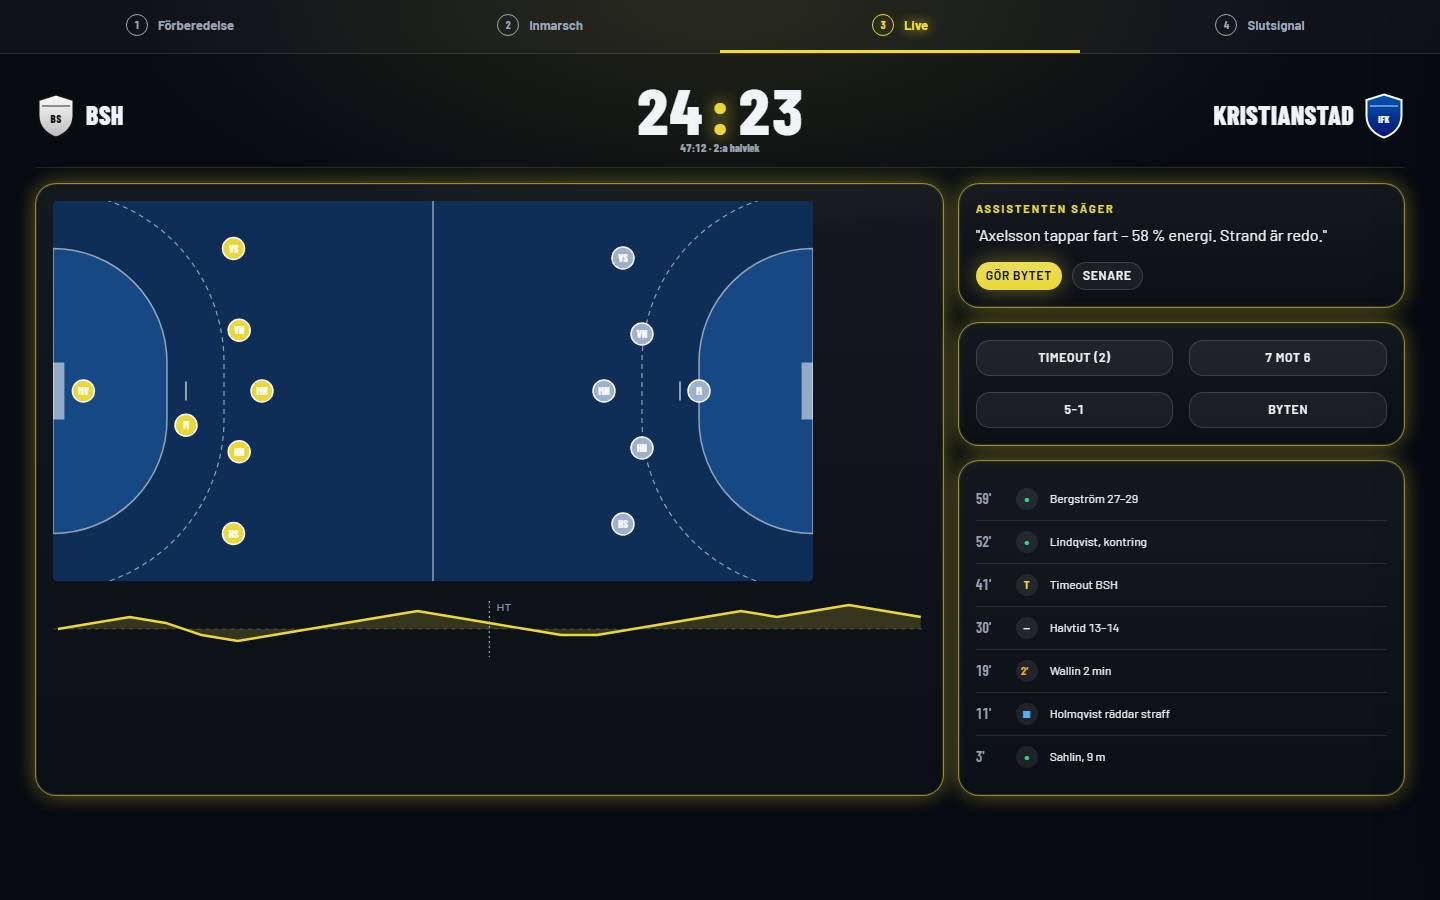 1 Förberedelse
2 Inmarsch
3 Live
4 Slutsignal
BS BSH
24:23
47:12 · 2:a halvlek
KRISTIANSTAD IFK
VS
VN
MV
MN
M
HN
HS
VS
VN
MN
M
HN
HS
HT
ASSISTENTEN SÄGER
"Axelsson tappar fart – 58 % energi. Strand är redo."
GÖR BYTET SENARE
TIMEOUT (2) 7 MOT 6
5-1 BYTEN
59' Bergström 27–29
52' Lindqvist, kontring
41' T Timeout BSH
30' – Halvtid 13–14
19' 2' Wallin 2 min
11' Holmqvist räddar straff
3' Sahlin, 9 m